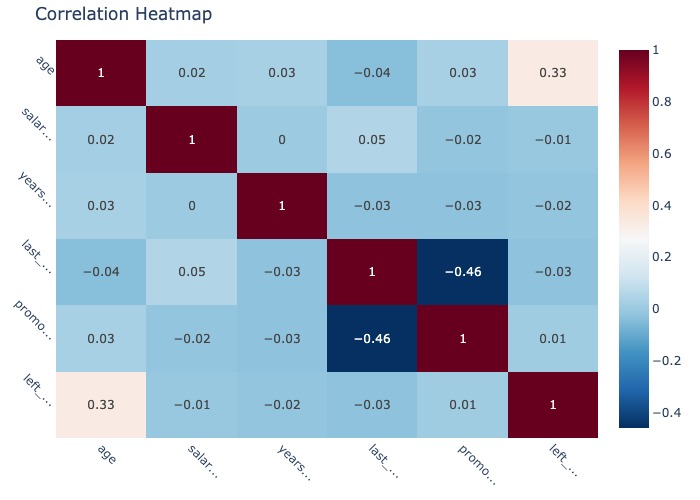 Correlation Heatmap
age 1 0.02 0.03 −0.04 0.03 0.33
salar... 0.02 1 0 0.05 −0.02 −0.01
years... 0.03 0 1 −0.03 −0.03 −0.02
last_... −0.04 0.05 −0.03 1 −0.46 −0.03
promo... 0.03 −0.02 −0.03 −0.46 1 0.01
left_... 0.33 −0.01 −0.02 −0.03 0.01 1
age salar... years... last_... promo... left_...
1
0.8
0.6
0.4
0.2
0
−0.2
−0.4